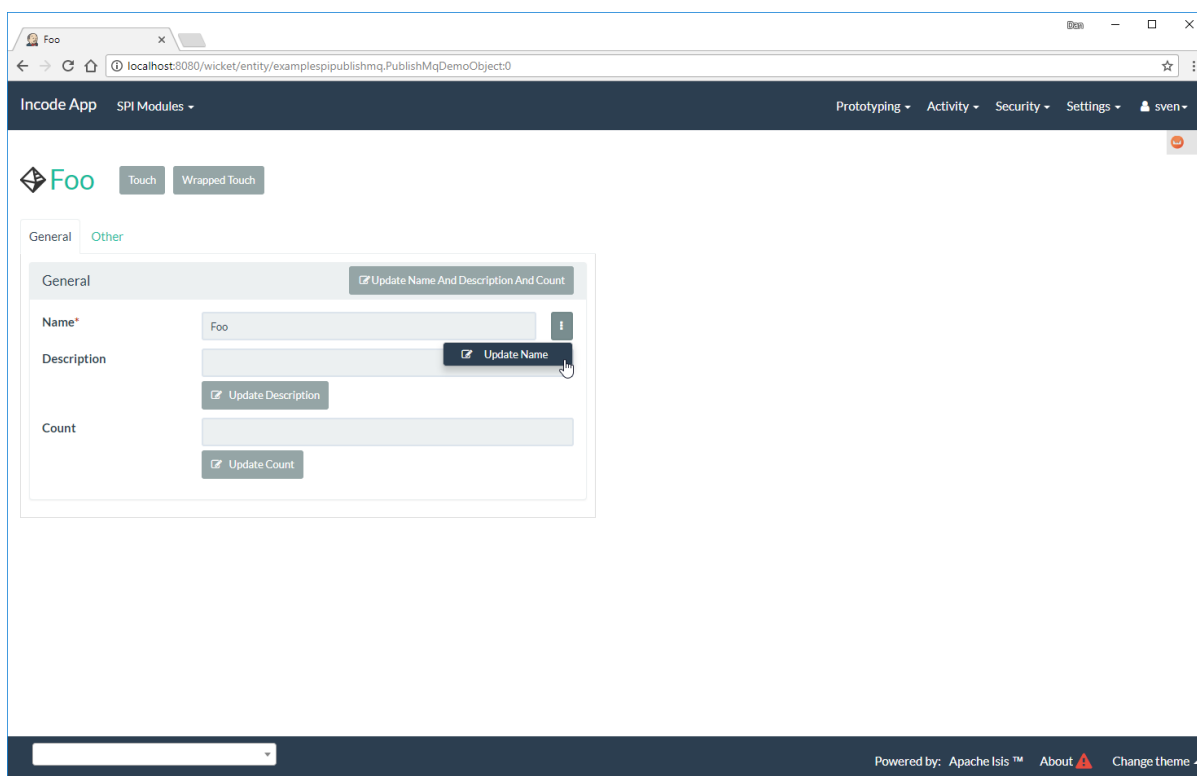 Dan
Foo
localhost:8080/wicket/entity/examplespipublishmq.PublishMqDemoObject:0
Incode App SPI Modules Prototyping Activity Security Settings sven
Foo Touch Wrapped Touch
General Other
General Update Name And Description And Count
Name* Foo
Update Name
Description
Update Description
Count
Update Count
Powered by: Apache Isis ™ About Change theme